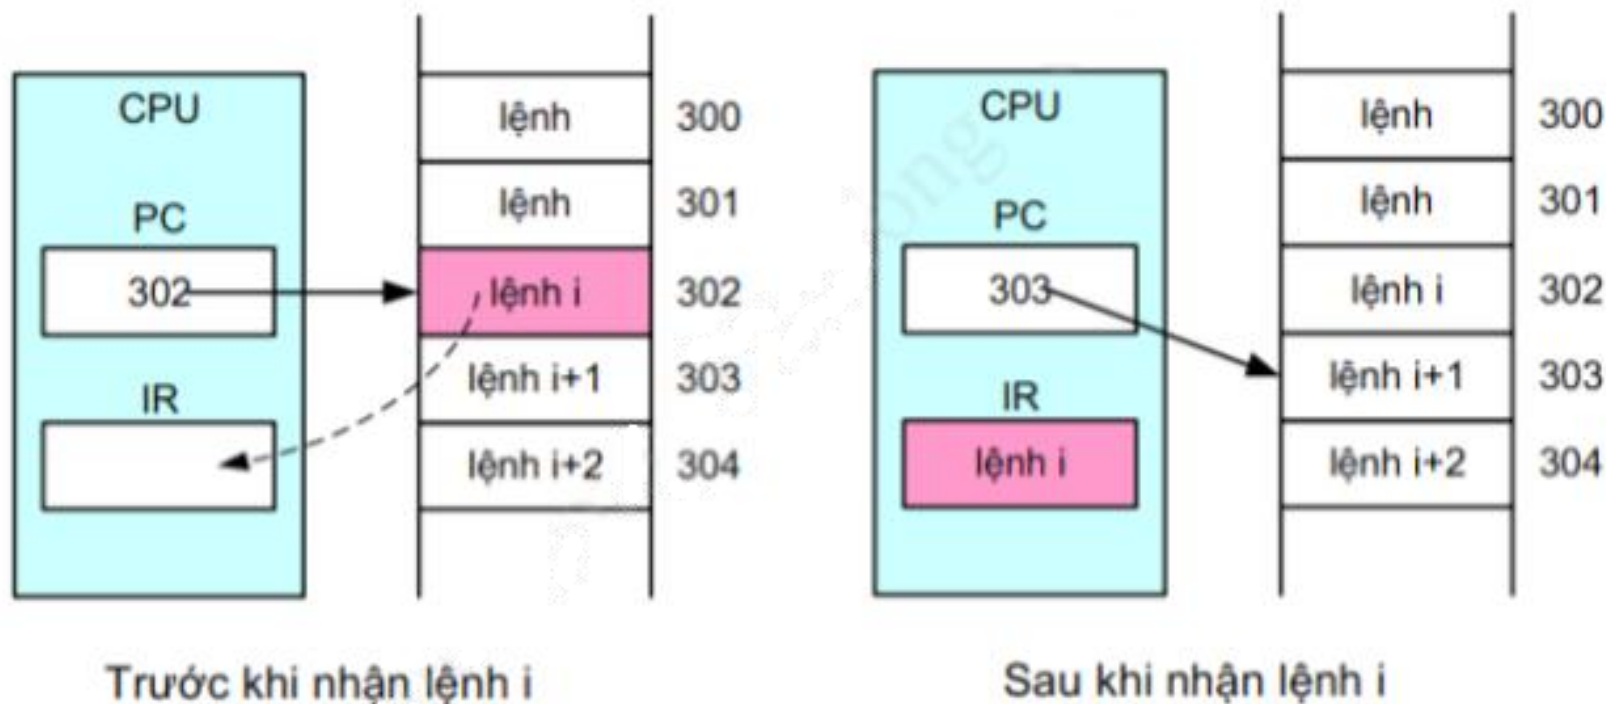 CPU
PC
302
IR
lệnh 300
lệnh 301
lệnh i 302
lệnh i+1 303
lệnh i+2 304
Trước khi nhận lệnh i
CPU
PC
303
IR
lệnh i
lệnh 300
lệnh 301
lệnh i 302
lệnh i+1 303
lệnh i+2 304
Sau khi nhận lệnh i